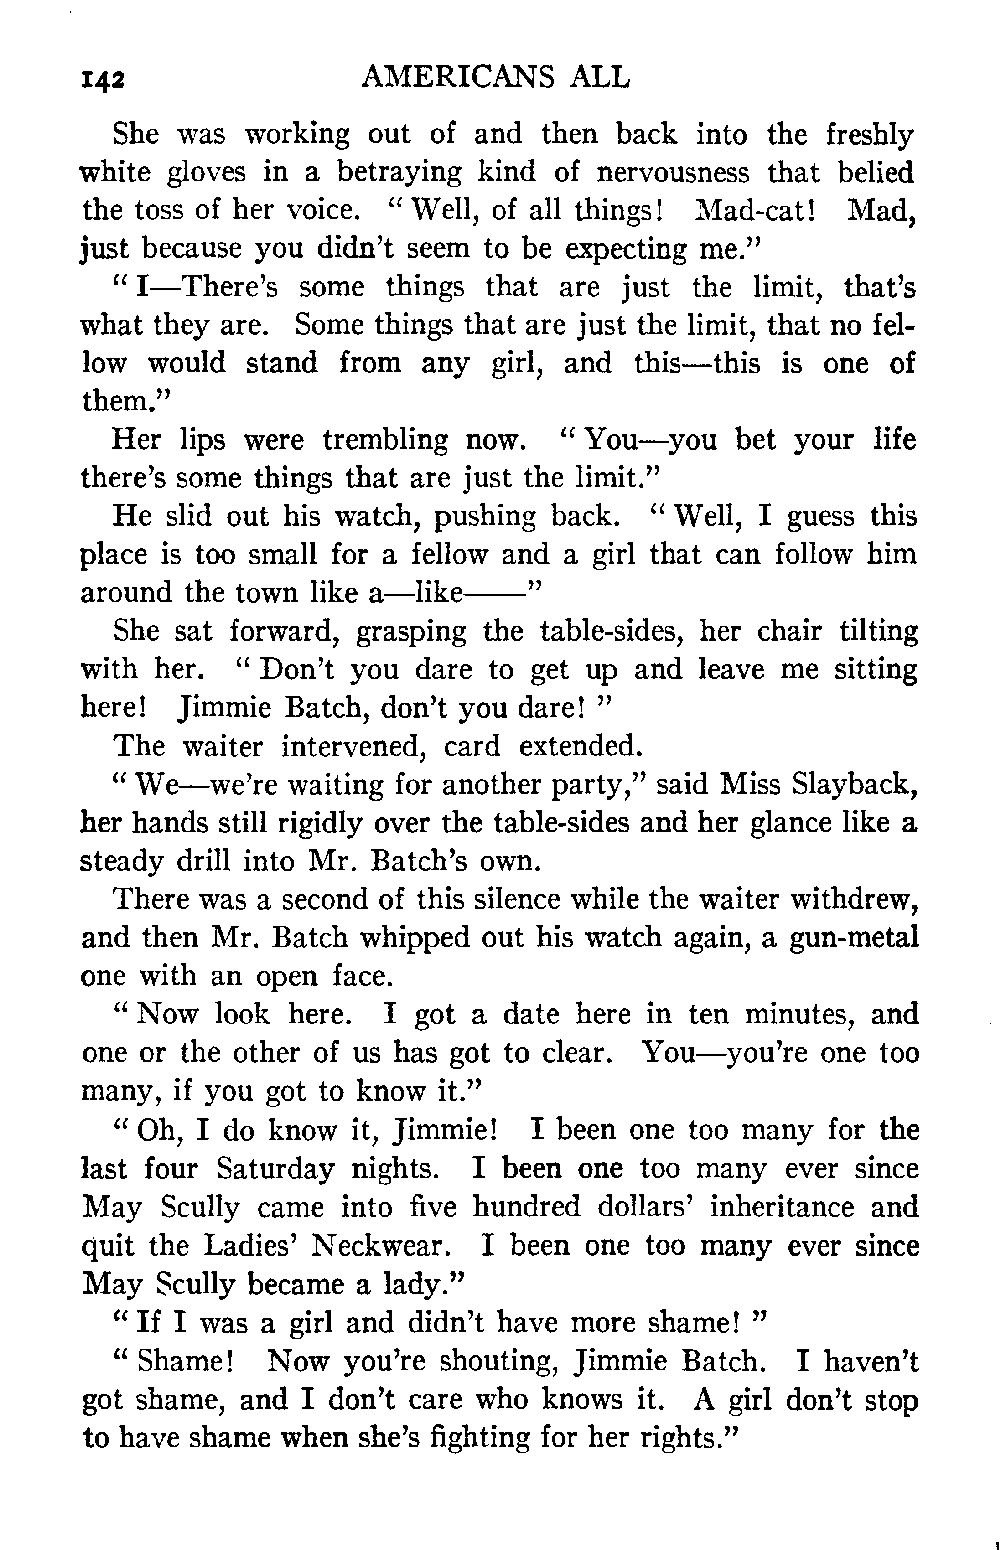 142 AMERICANS ALL
She was working out of and then back into the freshly
white gloves in a betraying kind of nervousness that belied
the toss of her voice. “ Well, of all things! Mad-cat! Mad,
just because you didn’t seem to be expecting me.”
“ I—There’s some things that are just the limit, that’s
what they are. Some things that are just the limit, that no fel-
low would stand from any girl, and this—this is one of
them.”
Her lips were trembling now. “ You—you bet your life
there’s some things that are just the limit.”
He slid out his watch, pushing back. “ Well, I guess this
place is too small for a fellow and a girl that can follow him
around the town like a—like——”
She sat forward, grasping the table-sides, her chair tilting
with her. “ Don’t you dare to get up and leave me sitting
here! Jimmie Batch, don’t you dare! ”
The waiter intervened, card extended.
“ We—we’re waiting for another party,” said Miss Slayback,
her hands still rigidly over the table-sides and her glance like a
steady drill into Mr. Batch’s own.
There was a second of this silence while the waiter withdrew,
and then Mr. Batch whipped out his watch again, a gun-metal
one with an open face.
“ Now look here. I got a date here in ten minutes, and
one or the other of us has got to clear. You—you’re one too
many, if you got to know it.”
“ Oh, I do know it, Jimmie! I been one too many for the
last four Saturday nights. I been one too many ever since
May Scully came into five hundred dollars’ inheritance and
quit the Ladies’ Neckwear. I been one too many ever since
May Scully became a lady.”
“ If I was a girl and didn’t have more shame! ”
“ Shame! Now you’re shouting, Jimmie Batch. I haven’t
got shame, and I don’t care who knows it. A girl don’t stop
to have shame when she’s fighting for her rights.”